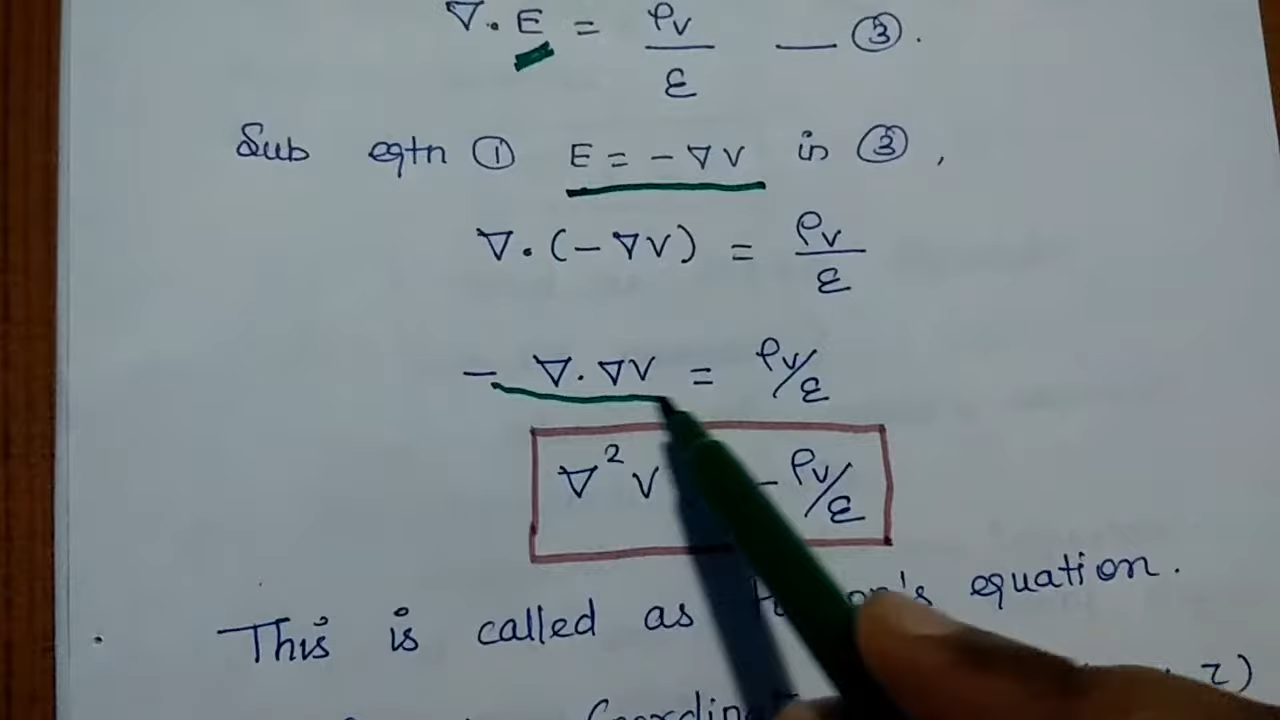 ∇. E = ρv / ε — ③.
Sub eqtn ① E = - ∇V in ③,
∇.(-∇V) = ρv / ε
- ∇.∇V = ρv/ε
∇²V - ρv/ε
This is called as equation.
z)